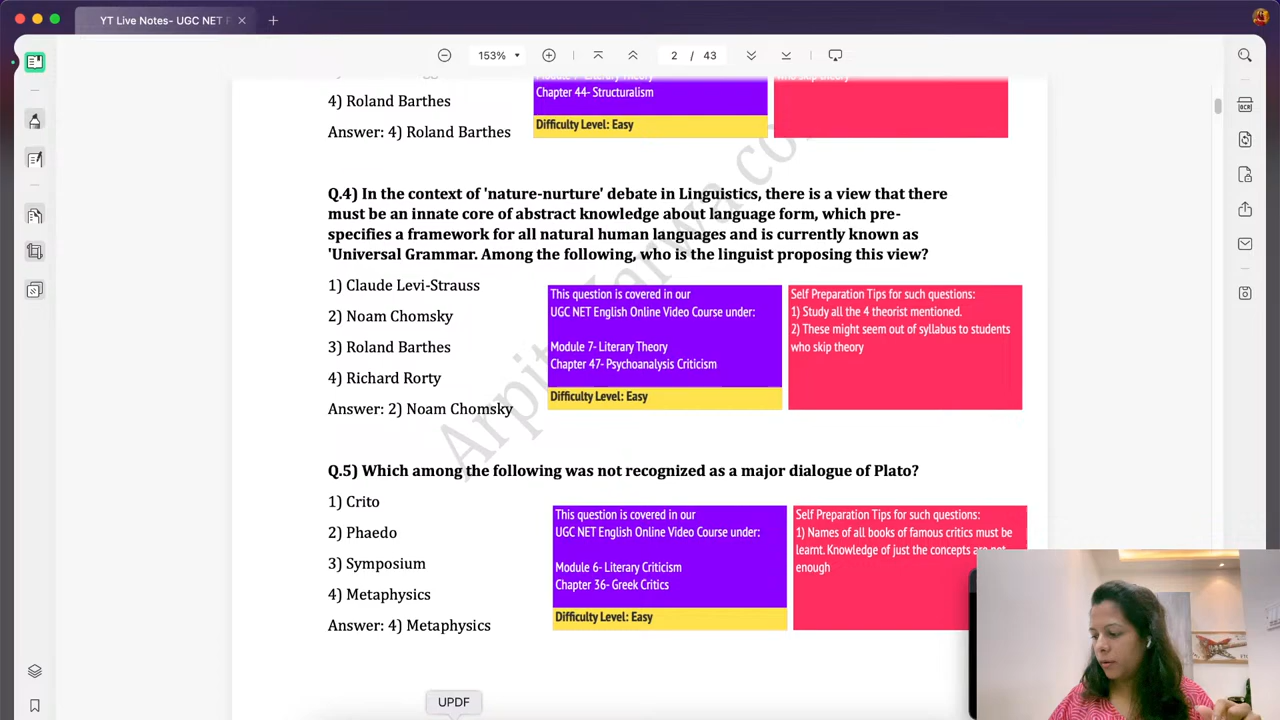 YT Live Notes- UGC NET
153%
2 / 43
OCR
Module 7- Literary Theory
who skip theory
4) Roland Barthes
Chapter 44- Structuralism
Answer: 4) Roland Barthes
Difficulty Level: Easy
Q.4) In the context of 'nature-nurture' debate in Linguistics, there is a view that there
must be an innate core of abstract knowledge about language form, which pre-
specifies a framework for all natural human languages and is currently known as
'Universal Grammar. Among the following, who is the linguist proposing this view?
1) Claude Levi-Strauss
2) Noam Chomsky
3) Roland Barthes
4) Richard Rorty
Answer: 2) Noam Chomsky
This question is covered in our
UGC NET English Online Video Course under:
Module 7- Literary Theory
Chapter 47- Psychoanalysis Criticism
Difficulty Level: Easy
Self Preparation Tips for such questions:
1) Study all the 4 theorist mentioned.
2) These might seem out of syllabus to students
who skip theory
Q.5) Which among the following was not recognized as a major dialogue of Plato?
1) Crito
2) Phaedo
3) Symposium
4) Metaphysics
Answer: 4) Metaphysics
This question is covered in our
UGC NET English Online Video Course under:
Module 6- Literary Criticism
Chapter 36- Greek Critics
Difficulty Level: Easy
Self Preparation Tips for such questions:
1) Names of all books of famous critics must be
learnt. Knowledge of just the concepts are not
enough
UPDF